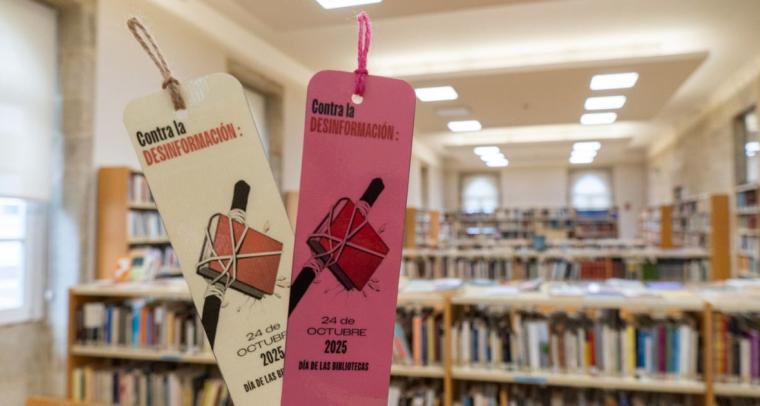 Contra la
DESINFORMACIÓN:
24 de
OCTUBRE
2025
DÍA DE LAS
Contra la
DESINFORMACIÓN:
24 de
OCTUBRE
2025
DÍA DE LAS BIBLIOTECAS